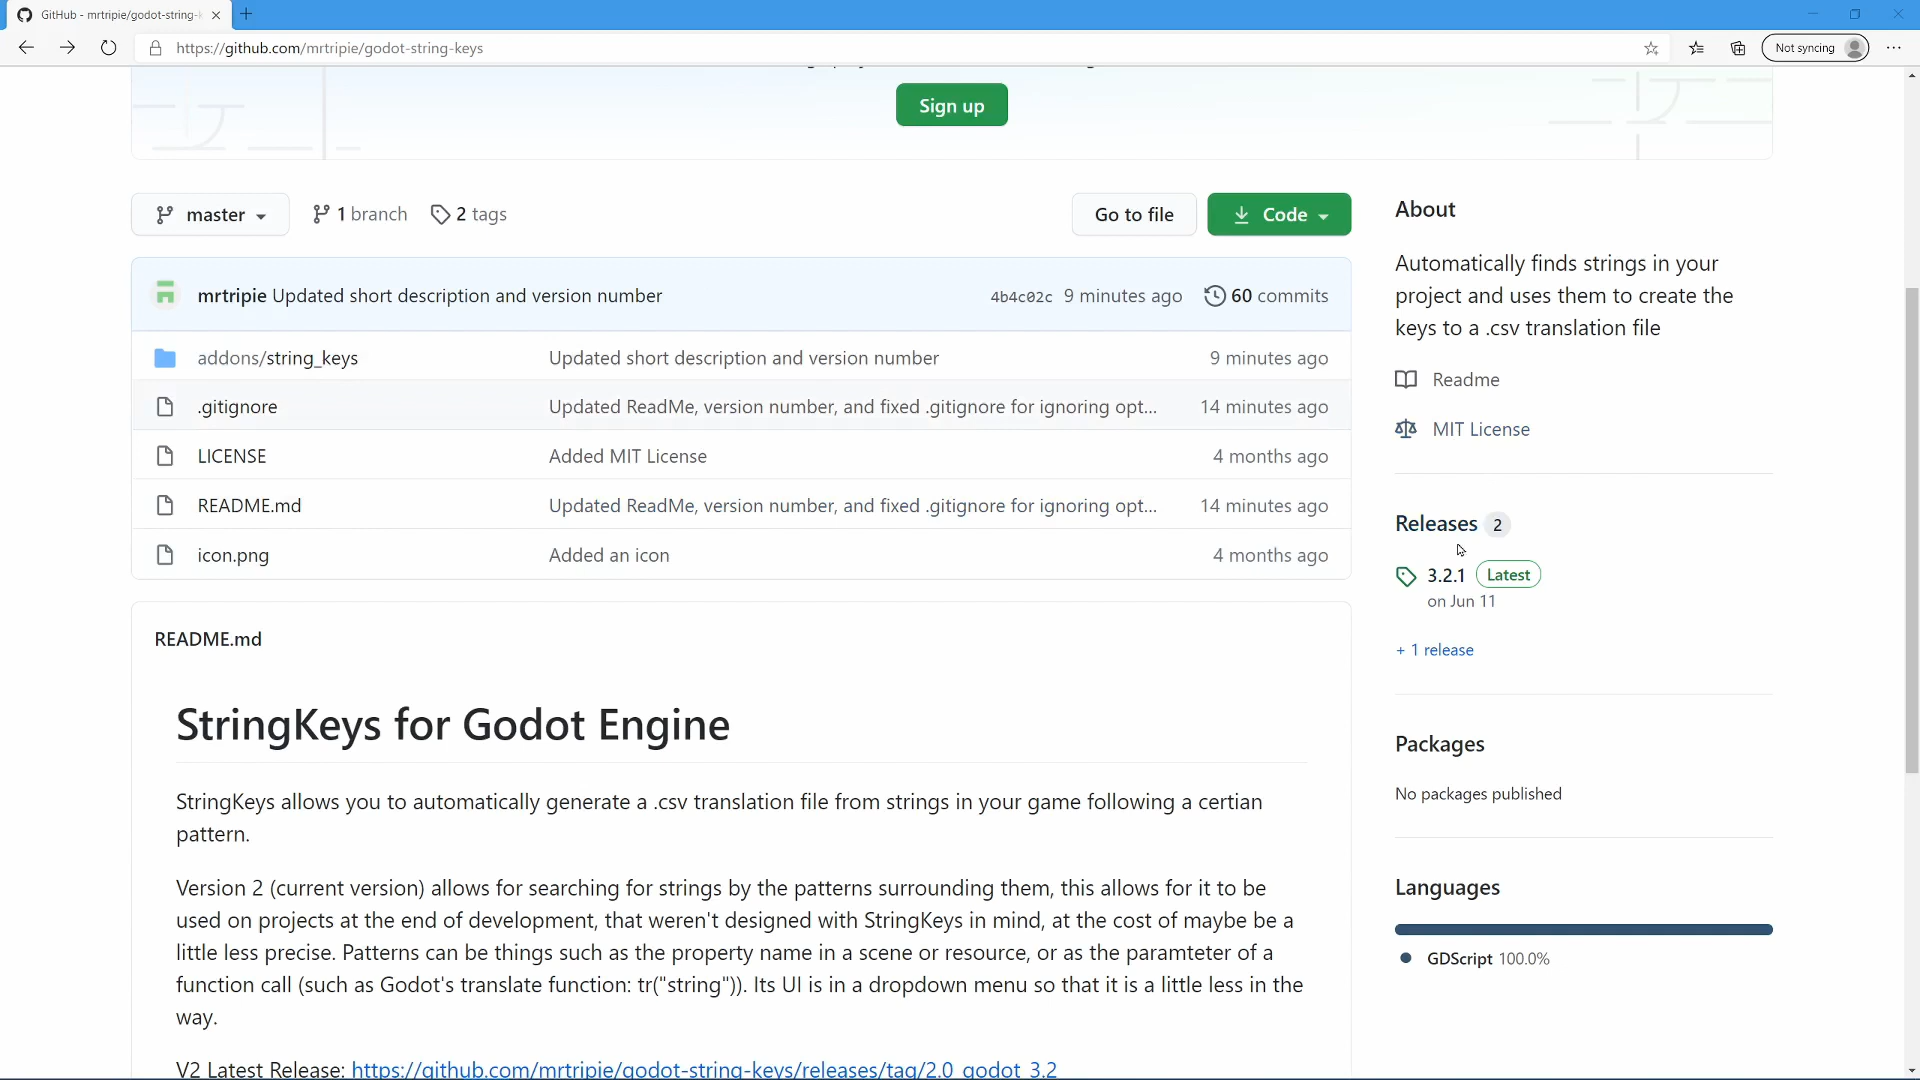 GitHub - mrtripie/godot-string-k
https://github.com/mrtripie/godot-string-keys
Not syncing
Sign up
master
1 branch
2 tags
Go to file
Code
mrtripie Updated short description and version number
4b4c02c 9 minutes ago
60 commits
addons/string_keys
Updated short description and version number
9 minutes ago
.gitignore
Updated ReadMe, version number, and fixed .gitignore for ignoring opt...
14 minutes ago
LICENSE
Added MIT License
4 months ago
README.md
Updated ReadMe, version number, and fixed .gitignore for ignoring opt...
14 minutes ago
icon.png
Added an icon
4 months ago
README.md
StringKeys for Godot Engine
StringKeys allows you to automatically generate a .csv translation file from strings in your game following a certian
pattern.
Version 2 (current version) allows for searching for strings by the patterns surrounding them, this allows for it to be
used on projects at the end of development, that weren't designed with StringKeys in mind, at the cost of maybe be a
little less precise. Patterns can be things such as the property name in a scene or resource, or as the paramteter of a
function call (such as Godot's translate function: tr("string")). Its UI is in a dropdown menu so that it is a little less in the
way.
V2 Latest Release: https://github.com/mrtripie/godot-string-keys/releases/tag/2.0_godot_3.2
About
Automatically finds strings in your
project and uses them to create the
keys to a .csv translation file
Readme
MIT License
Releases 2
3.2.1 Latest
on Jun 11
+ 1 release
Packages
No packages published
Languages
GDScript 100.0%